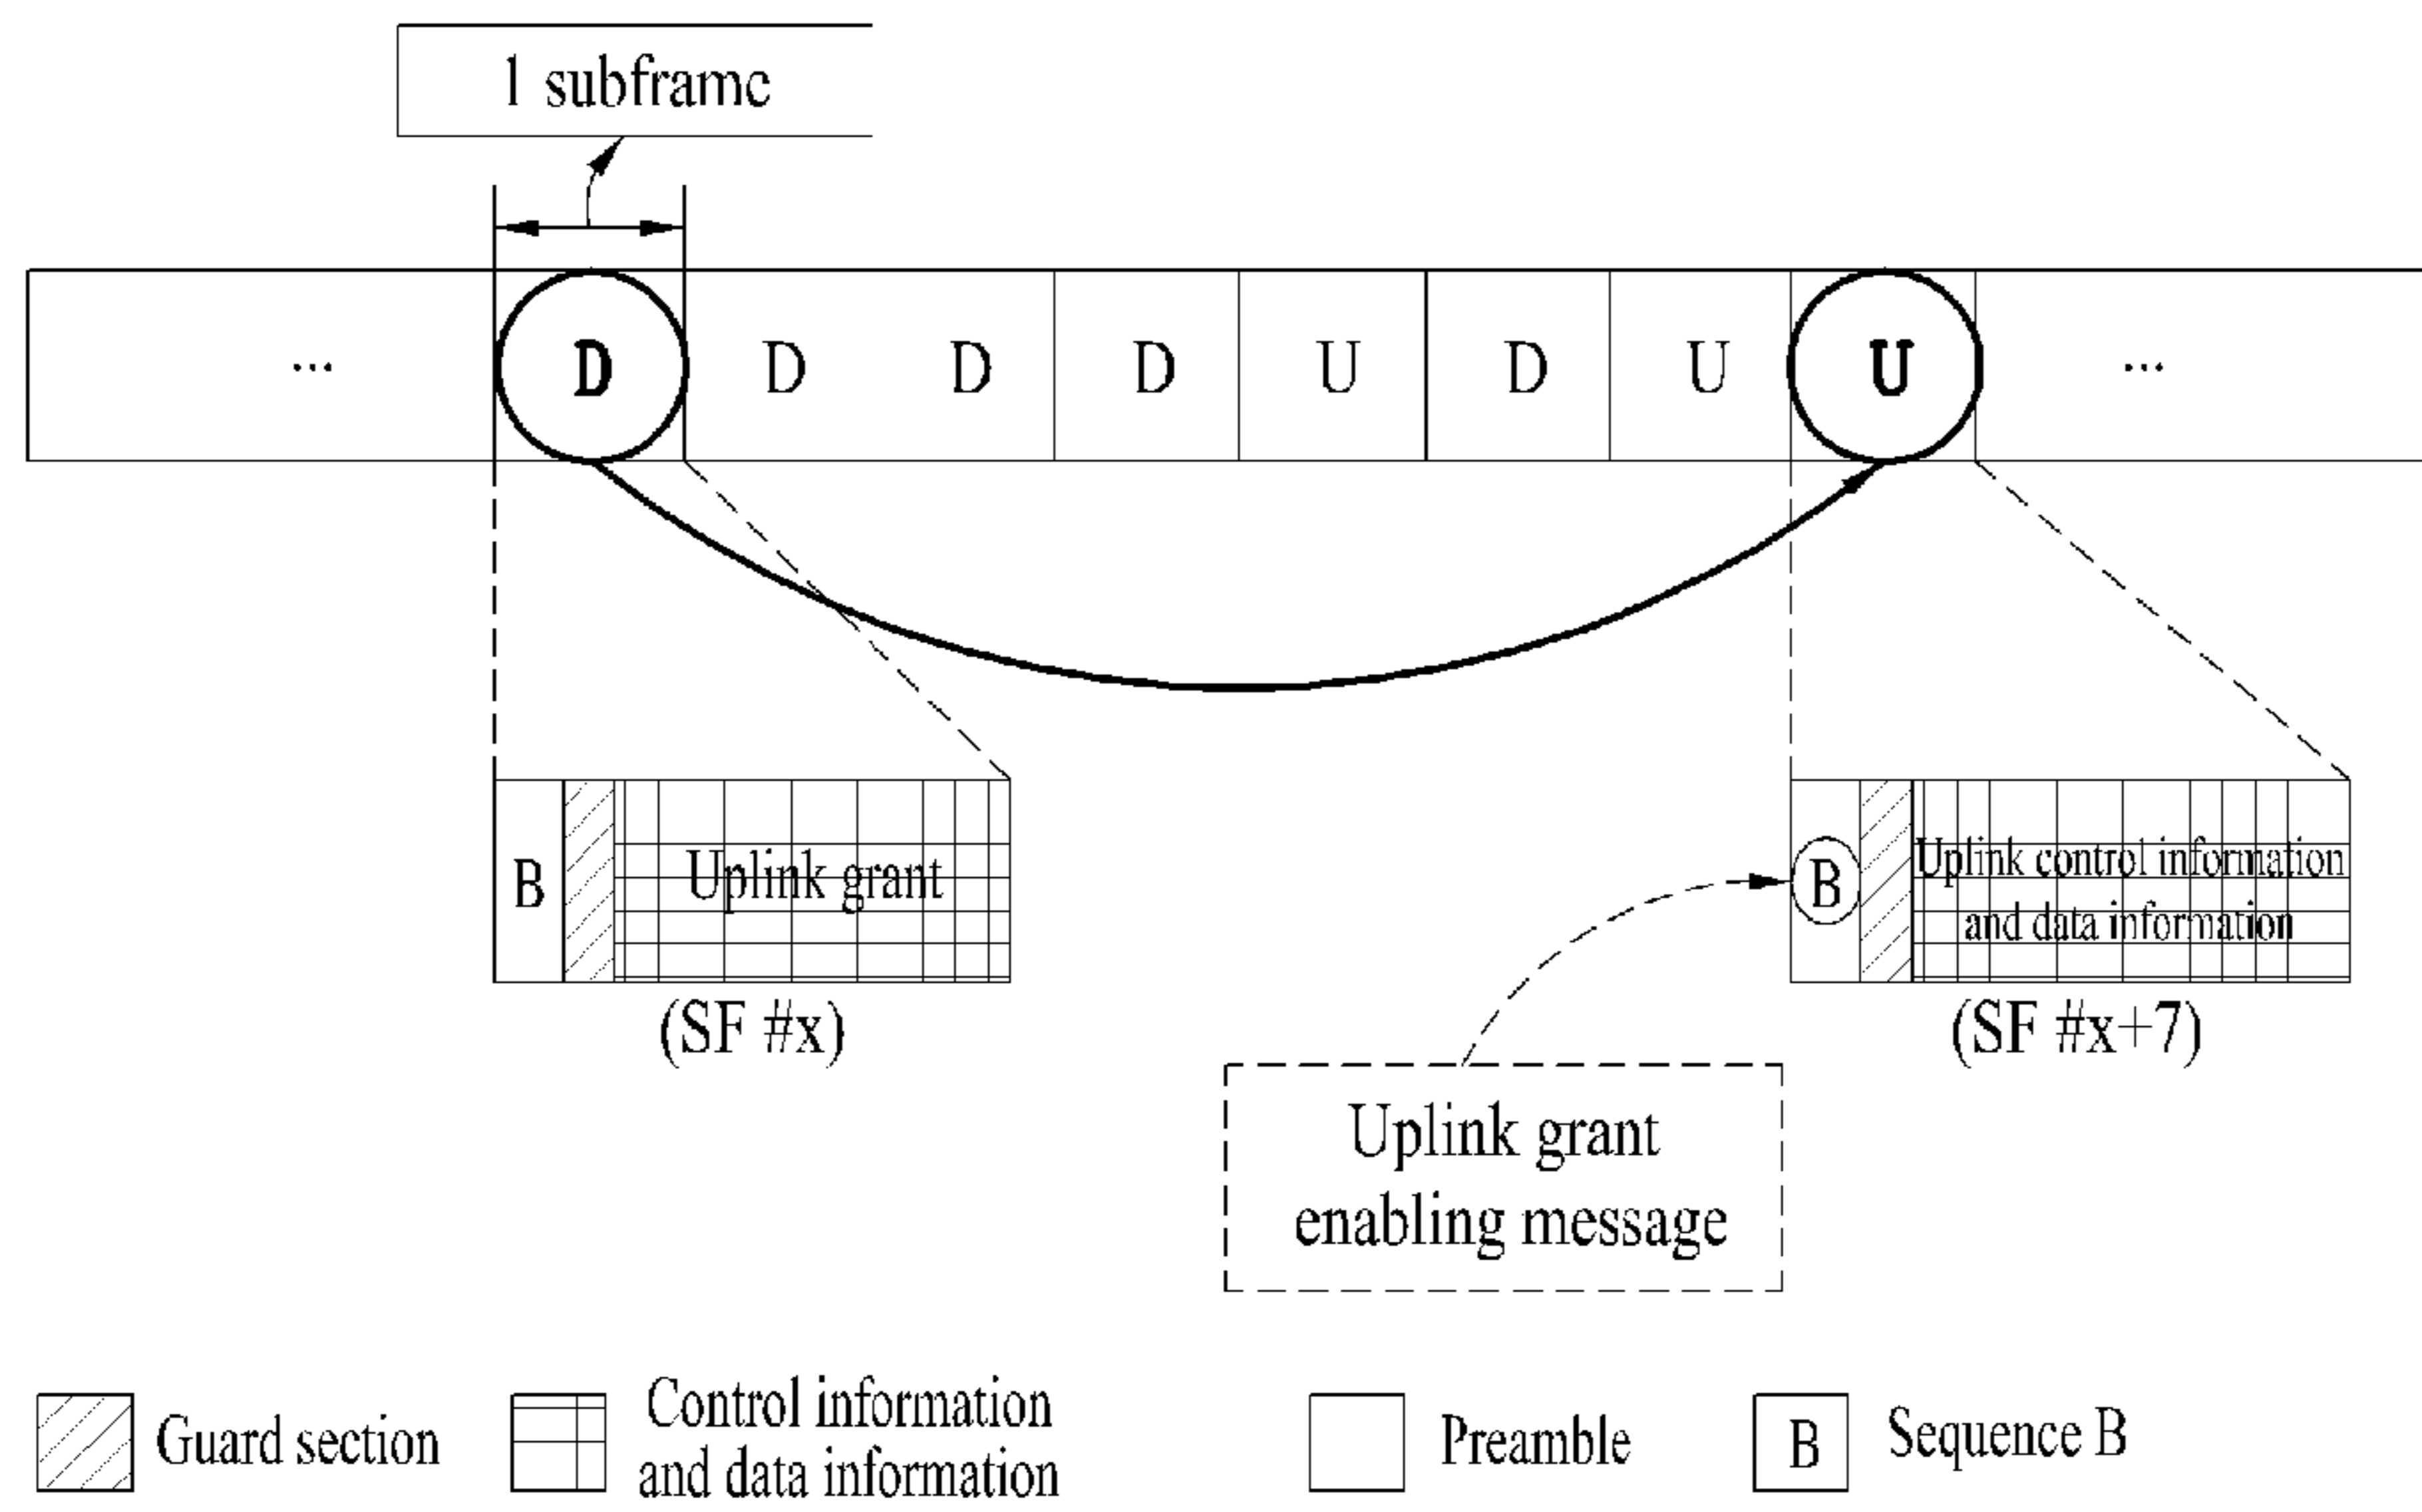 1 subframe
... D D D D U D U U ...
B Uplink grant
B Uplink control information
and data information
(SF #x)
(SF #x+7)
Uplink grant
enabling message
Guard section
Control information
and data information
Preamble
B Sequence B